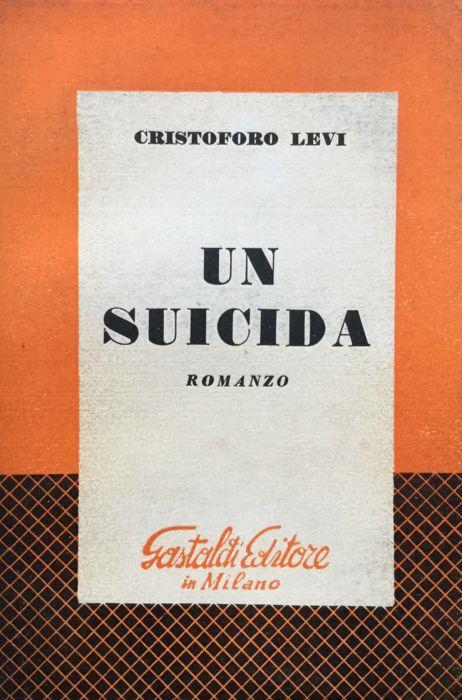 CRISTOFORO LEVI
UN
SUICIDA
ROMANZO
Gastaldi Editore
in Milano